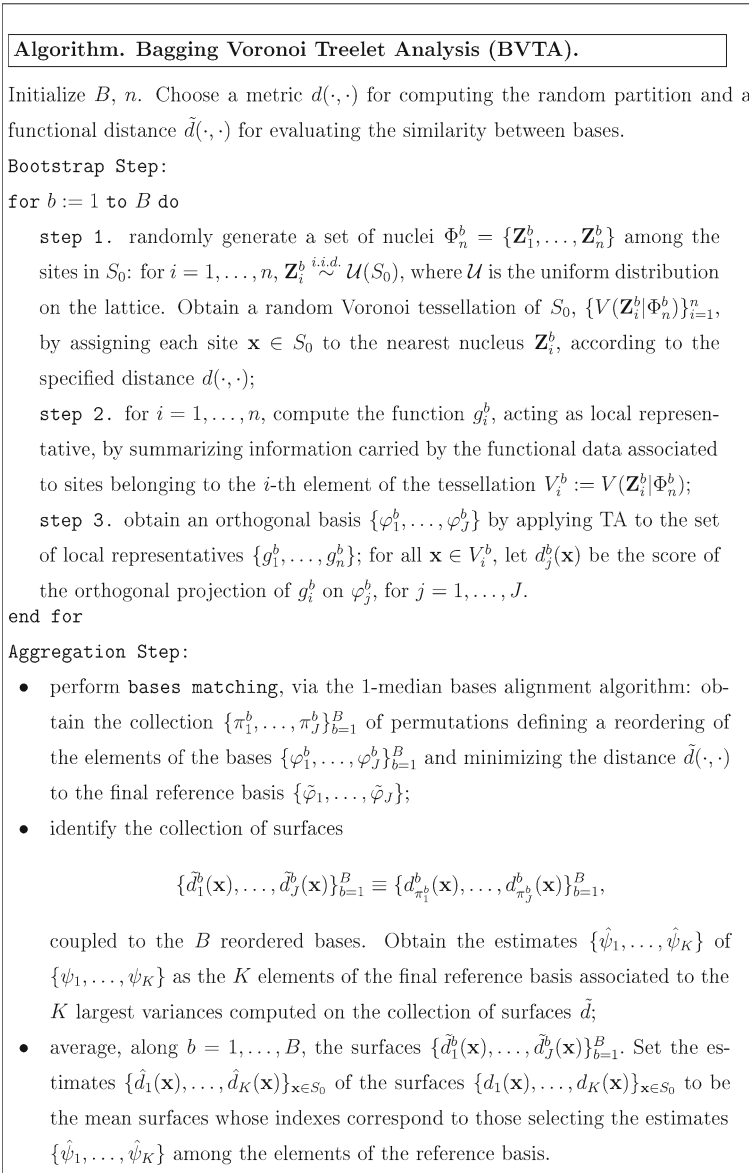 Algorithm. Bagging Voronoi Treelet Analysis (BVTA).
Initialize B, n. Choose a metric d(·, ·) for computing the random partition and a
functional distance d̃(·, ·) for evaluating the similarity between bases.
Bootstrap Step:
for b := 1 to B do
step 1. randomly generate a set of nuclei Φ_n^b = {Z_1^b, . . . , Z_n^b} among the
sites in S_0: for i = 1, . . . , n, Z_i^b i.i.d. ∼ U(S_0), where U is the uniform distribution
on the lattice. Obtain a random Voronoi tessellation of S_0, {V(Z_i^b|Φ_n^b)}_{i=1}^n,
by assigning each site x ∈ S_0 to the nearest nucleus Z_i^b, according to the
specified distance d(·, ·);
step 2. for i = 1, . . . , n, compute the function g_i^b, acting as local represen-
tative, by summarizing information carried by the functional data associated
to sites belonging to the i-th element of the tessellation V_i^b := V(Z_i^b|Φ_n^b);
step 3. obtain an orthogonal basis {φ_1^b, . . . , φ_J^b} by applying TA to the set
of local representatives {g_1^b, . . . , g_n^b}; for all x ∈ V_i^b, let d_j^b(x) be the score of
the orthogonal projection of g_i^b on φ_j^b, for j = 1, . . . , J.
end for
Aggregation Step:
• perform bases matching, via the 1-median bases alignment algorithm: ob-
tain the collection {π_1^b, . . . , π_J^b}_{b=1}^B of permutations defining a reordering of
the elements of the bases {φ_1^b, . . . , φ_J^b}_{b=1}^B and minimizing the distance d̃(·, ·)
to the final reference basis {φ̃_1, . . . , φ̃_J};
• identify the collection of surfaces
{d̃_1^b(x), . . . , d̃_J^b(x)}_{b=1}^B ≡ {d_{π_1^b}^b(x), . . . , d_{π_J^b}^b(x)}_{b=1}^B,
coupled to the B reordered bases. Obtain the estimates {ψ̂_1, . . . , ψ̂_K} of
{ψ_1, . . . , ψ_K} as the K elements of the final reference basis associated to the
K largest variances computed on the collection of surfaces d̃;
• average, along b = 1, . . . , B, the surfaces {d̃_1^b(x), . . . , d̃_J^b(x)}_{b=1}^B. Set the es-
timates {d̂_1(x), . . . , d̂_K(x)}_{x∈S_0} of the surfaces {d_1(x), . . . , d_K(x)}_{x∈S_0} to be
the mean surfaces whose indexes correspond to those selecting the estimates
{ψ̂_1, . . . , ψ̂_K} among the elements of the reference basis.